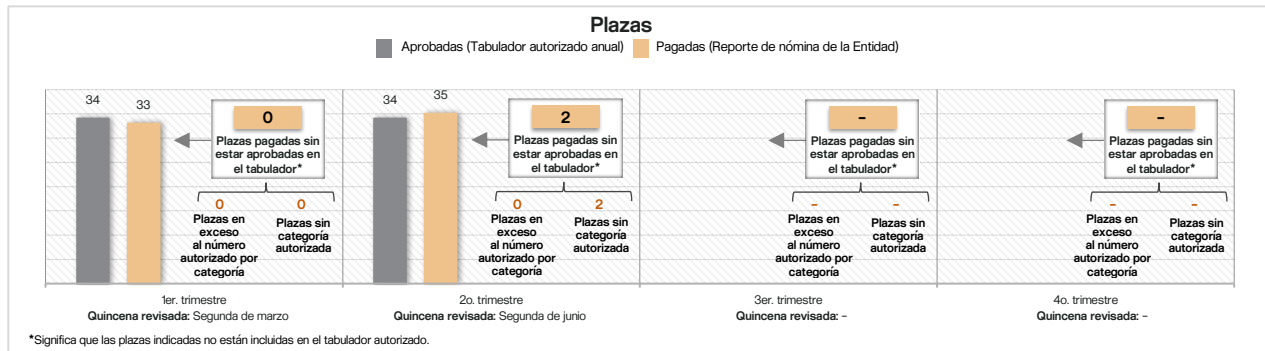 Plazas
Aprobadas (Tabulador autorizado anual)
Pagadas (Reporte de nómina de la Entidad)
34
33
0
Plazas pagadas sin
estar aprobadas en
el tabulador*
0
Plazas en
exceso
al número
autorizado por
categoría
0
Plazas sin
categoría
autorizada
1er. trimestre
Quincena revisada: Segunda de marzo
34
35
2
Plazas pagadas sin
estar aprobadas en
el tabulador*
0
Plazas en
exceso
al número
autorizado por
categoría
2
Plazas sin
categoría
autorizada
2o. trimestre
Quincena revisada: Segunda de junio
-
Plazas pagadas sin
estar aprobadas en
el tabulador*
-
Plazas en
exceso
al número
autorizado por
categoría
-
Plazas sin
categoría
autorizada
3er. trimestre
Quincena revisada: -
-
Plazas pagadas sin
estar aprobadas en
el tabulador*
-
Plazas en
exceso
al número
autorizado por
categoría
-
Plazas sin
categoría
autorizada
4o. trimestre
Quincena revisada: -
*Significa que las plazas indicadas no están incluidas en el tabulador autorizado.